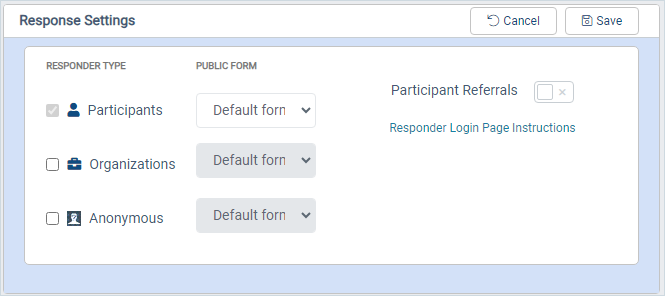 Response Settings
Cancel
Save
RESPONDER TYPE
PUBLIC FORM
Participants
Default form
Organizations
Default form
Anonymous
Default form
Participant Referrals
Responder Login Page Instructions